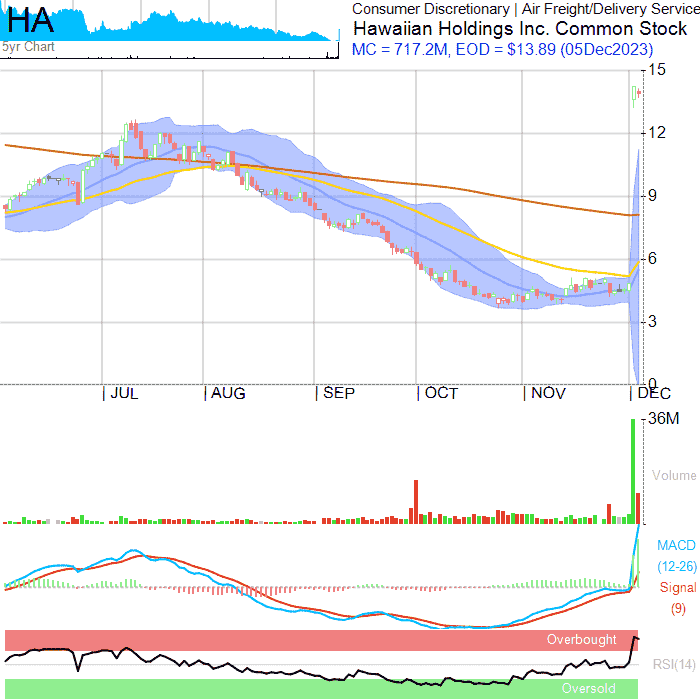 HA
Consumer Discretionary | Air Freight/Delivery Service
Hawaiian Holdings Inc. Common Stock
5yr Chart
MC = 717.2M, EOD = $13.89 (05Dec2023)
15
12
9
6
3
0
JUL
AUG
SEP
OCT
NOV
DEC
36M
Volume
MACD
(12-26)
Signal
(9)
Overbought
RSI(14)
Oversold